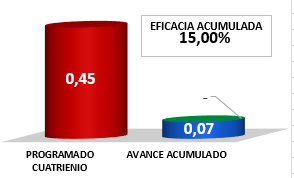 EFICACIA ACUMULADA
15,00%
0,45
–
0,07
PROGRAMADO
CUATRIENIO
AVANCE ACUMULADO